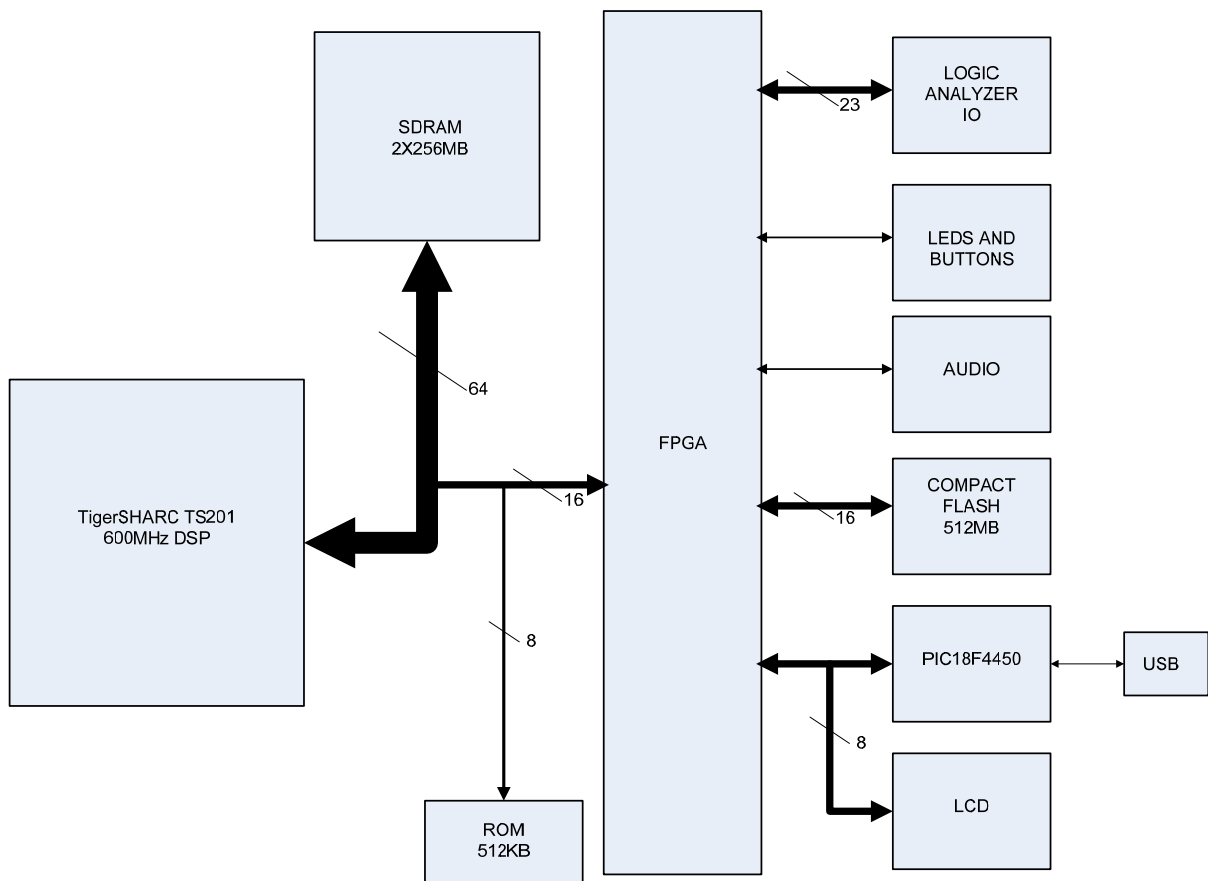 SDRAM
2X256MB
64
TigerSHARC TS201
600MHz DSP
16
8
ROM
512KB
FPGA
23
LOGIC
ANALYZER
IO
LEDS AND
BUTTONS
AUDIO
16
COMPACT
FLASH
512MB
PIC18F4450
USB
8
LCD